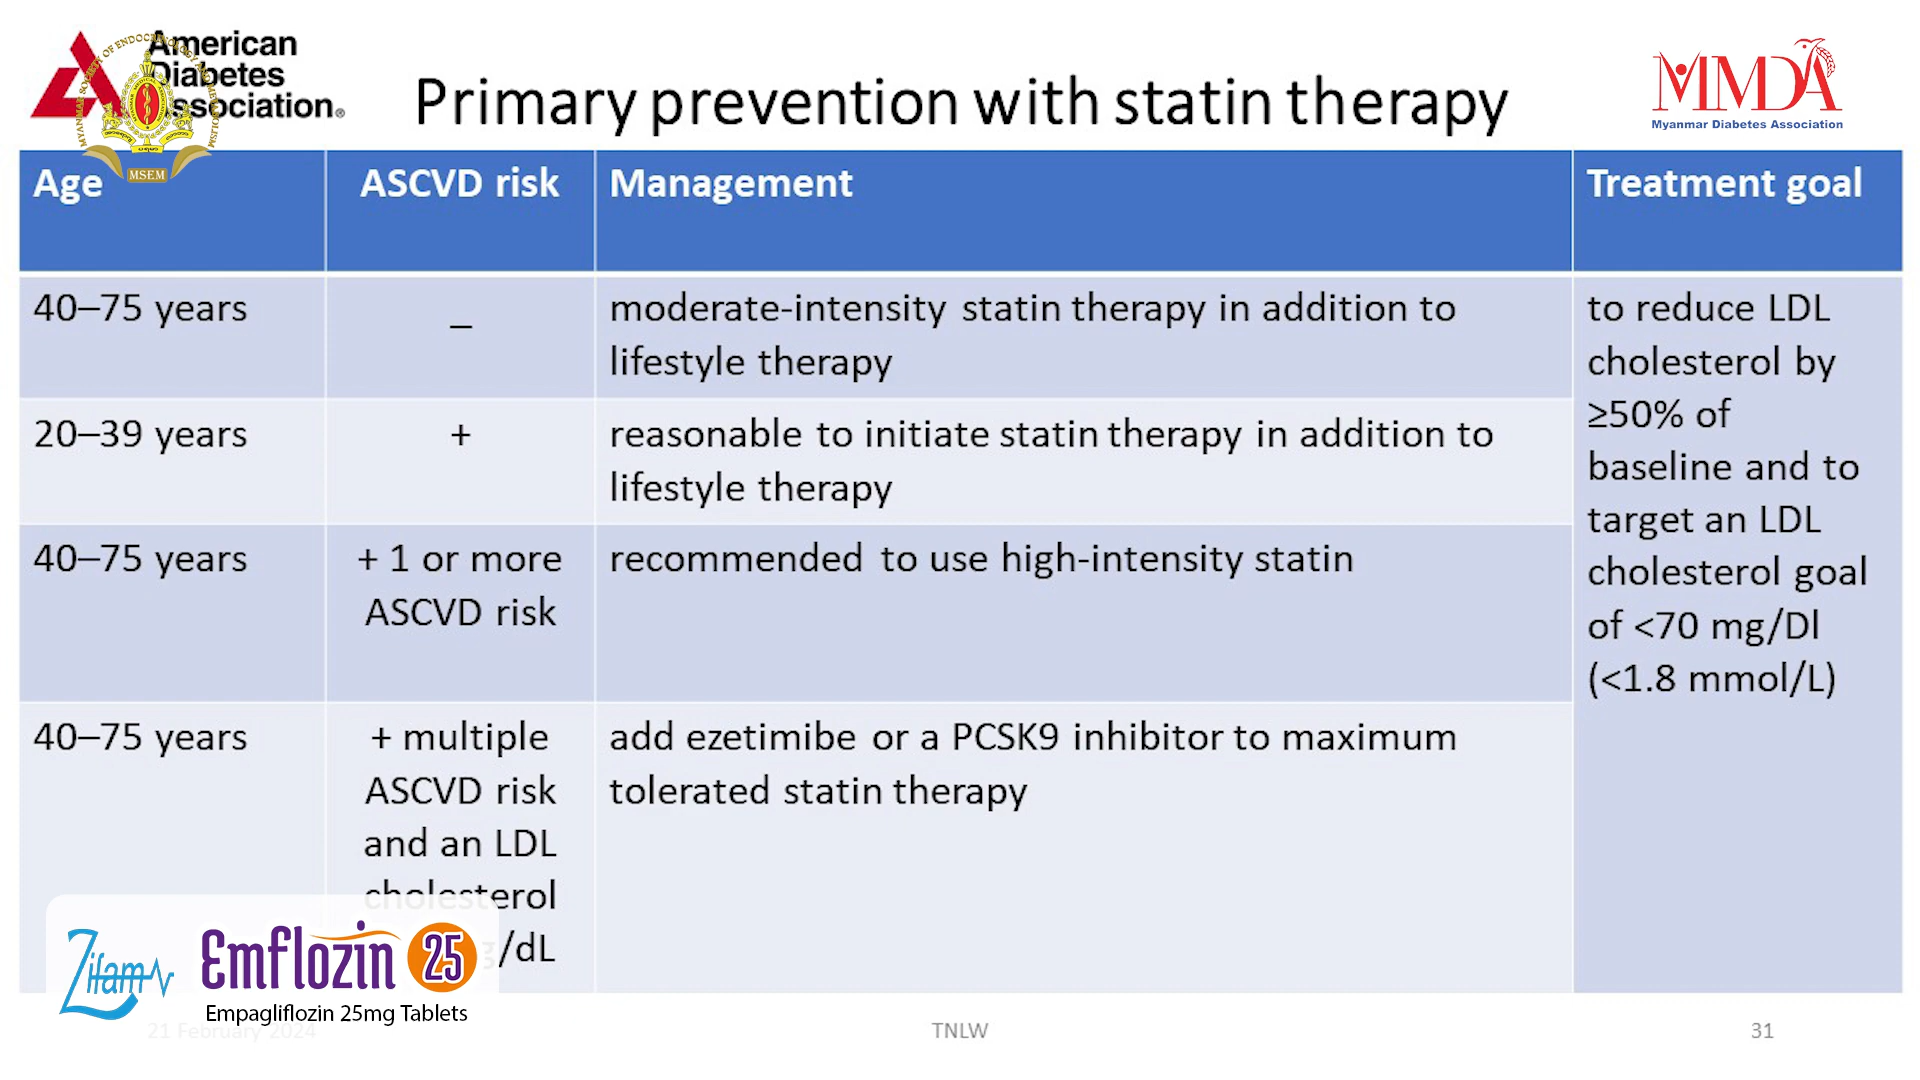 American
Diabetes
Association®
MSEM
Primary prevention with statin therapy
MMDA
Myanmar Diabetes Association
Age
ASCVD risk
Management
Treatment goal
40–75 years
–
moderate-intensity statin therapy in addition to
lifestyle therapy
20–39 years
+
reasonable to initiate statin therapy in addition to
lifestyle therapy
40–75 years
+ 1 or more
ASCVD risk
recommended to use high-intensity statin
40–75 years
+ multiple
ASCVD risk
and an LDL
cholesterol
/dL
add ezetimibe or a PCSK9 inhibitor to maximum
tolerated statin therapy
to reduce LDL
cholesterol by
≥50% of
baseline and to
target an LDL
cholesterol goal
of <70 mg/Dl
(<1.8 mmol/L)
Zifam
Emflozin 25
Empagliflozin 25mg Tablets
21 February 2024
TNLW
31